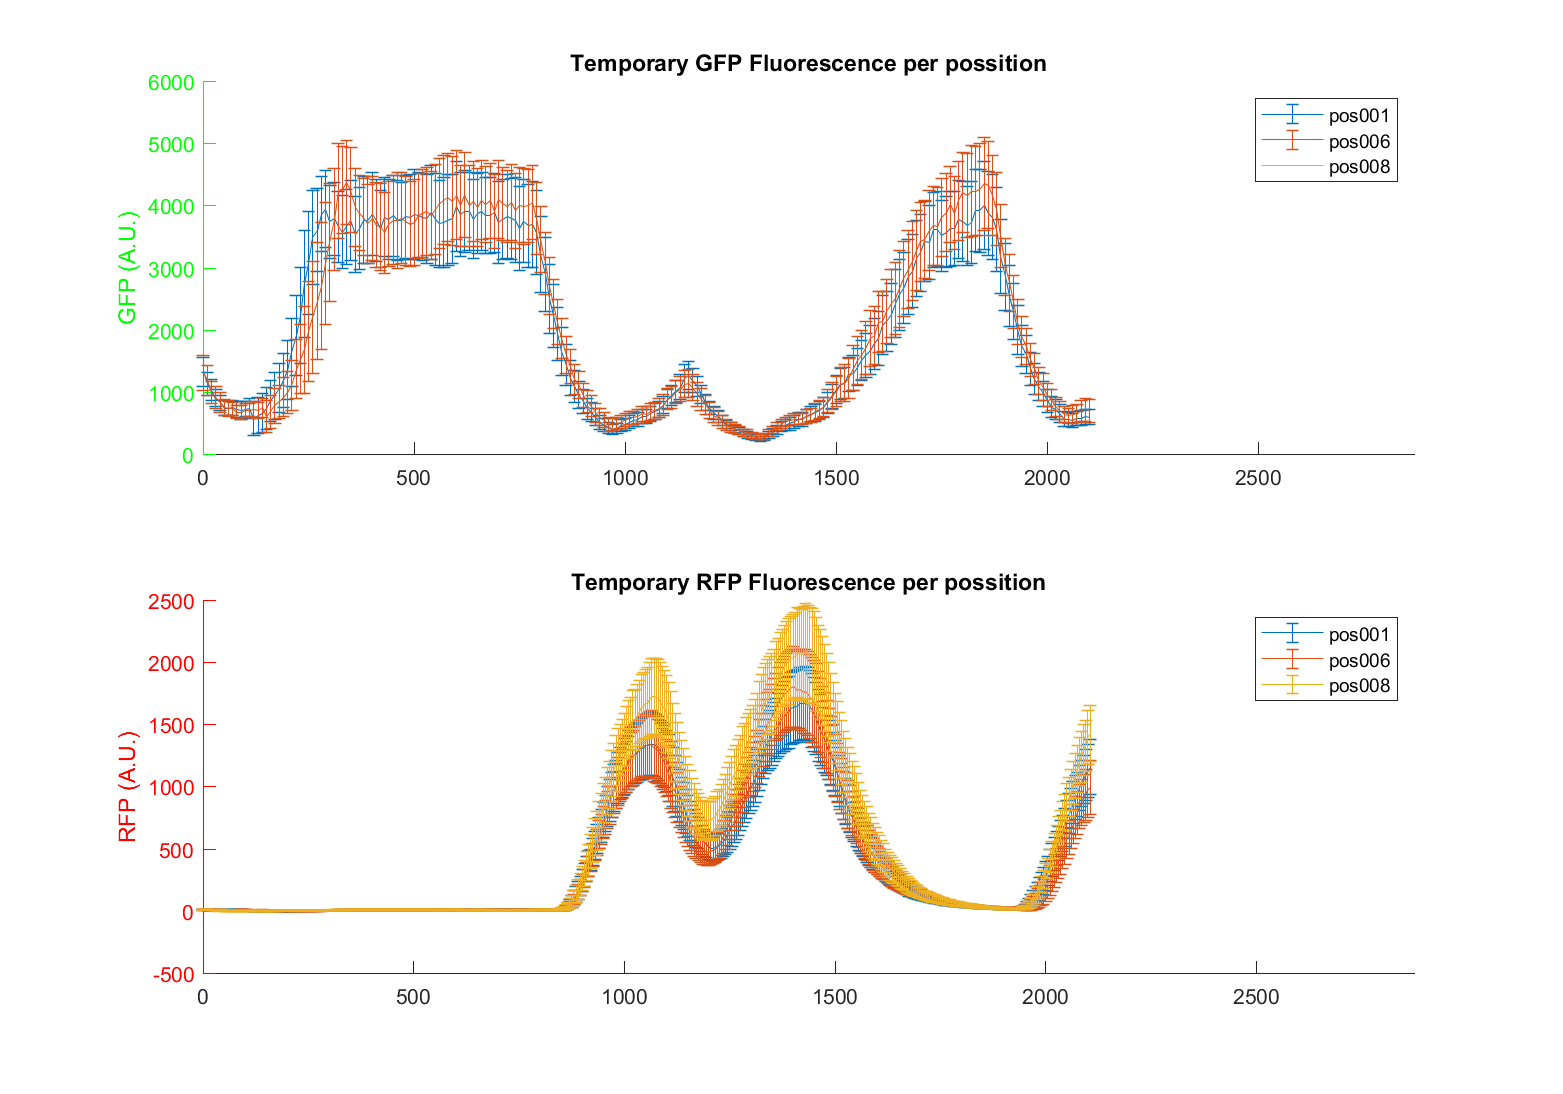 Temporary GFP Fluorescence per possition
6000
5000
4000
3000
2000
1000
0
GFP (A.U.)
0 500 1000 1500 2000 2500
pos001
pos006
pos008
Temporary RFP Fluorescence per possition
2500
2000
1500
1000
500
0
-500
RFP (A.U.)
0 500 1000 1500 2000 2500
pos001
pos006
pos008